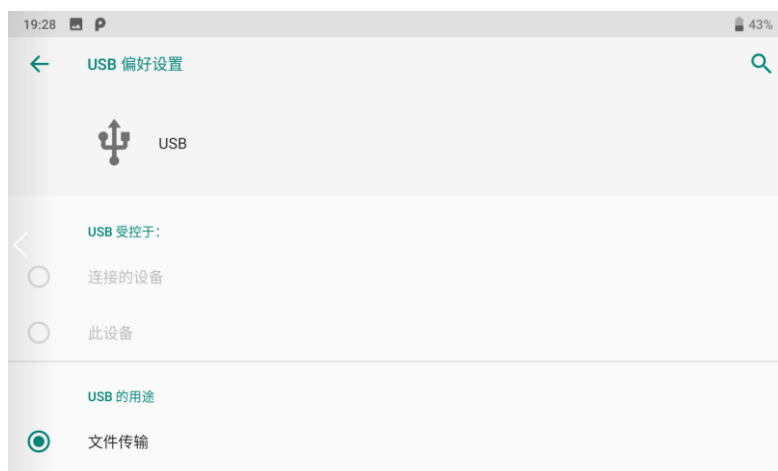 19:28 43%
USB 偏好设置
USB
USB 受控于：
连接的设备
此设备
USB 的用途
文件传输